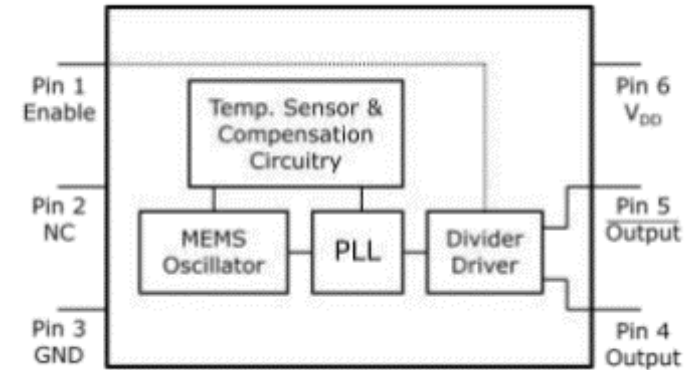 Pin 1
Enable
Temp. Sensor &
Compensation
Circuitry
Pin 6
VDD
Pin 2
NC
MEMS
Oscillator
PLL
Divider
Driver
Pin 5
Output
Pin 3
GND
Pin 4
Output